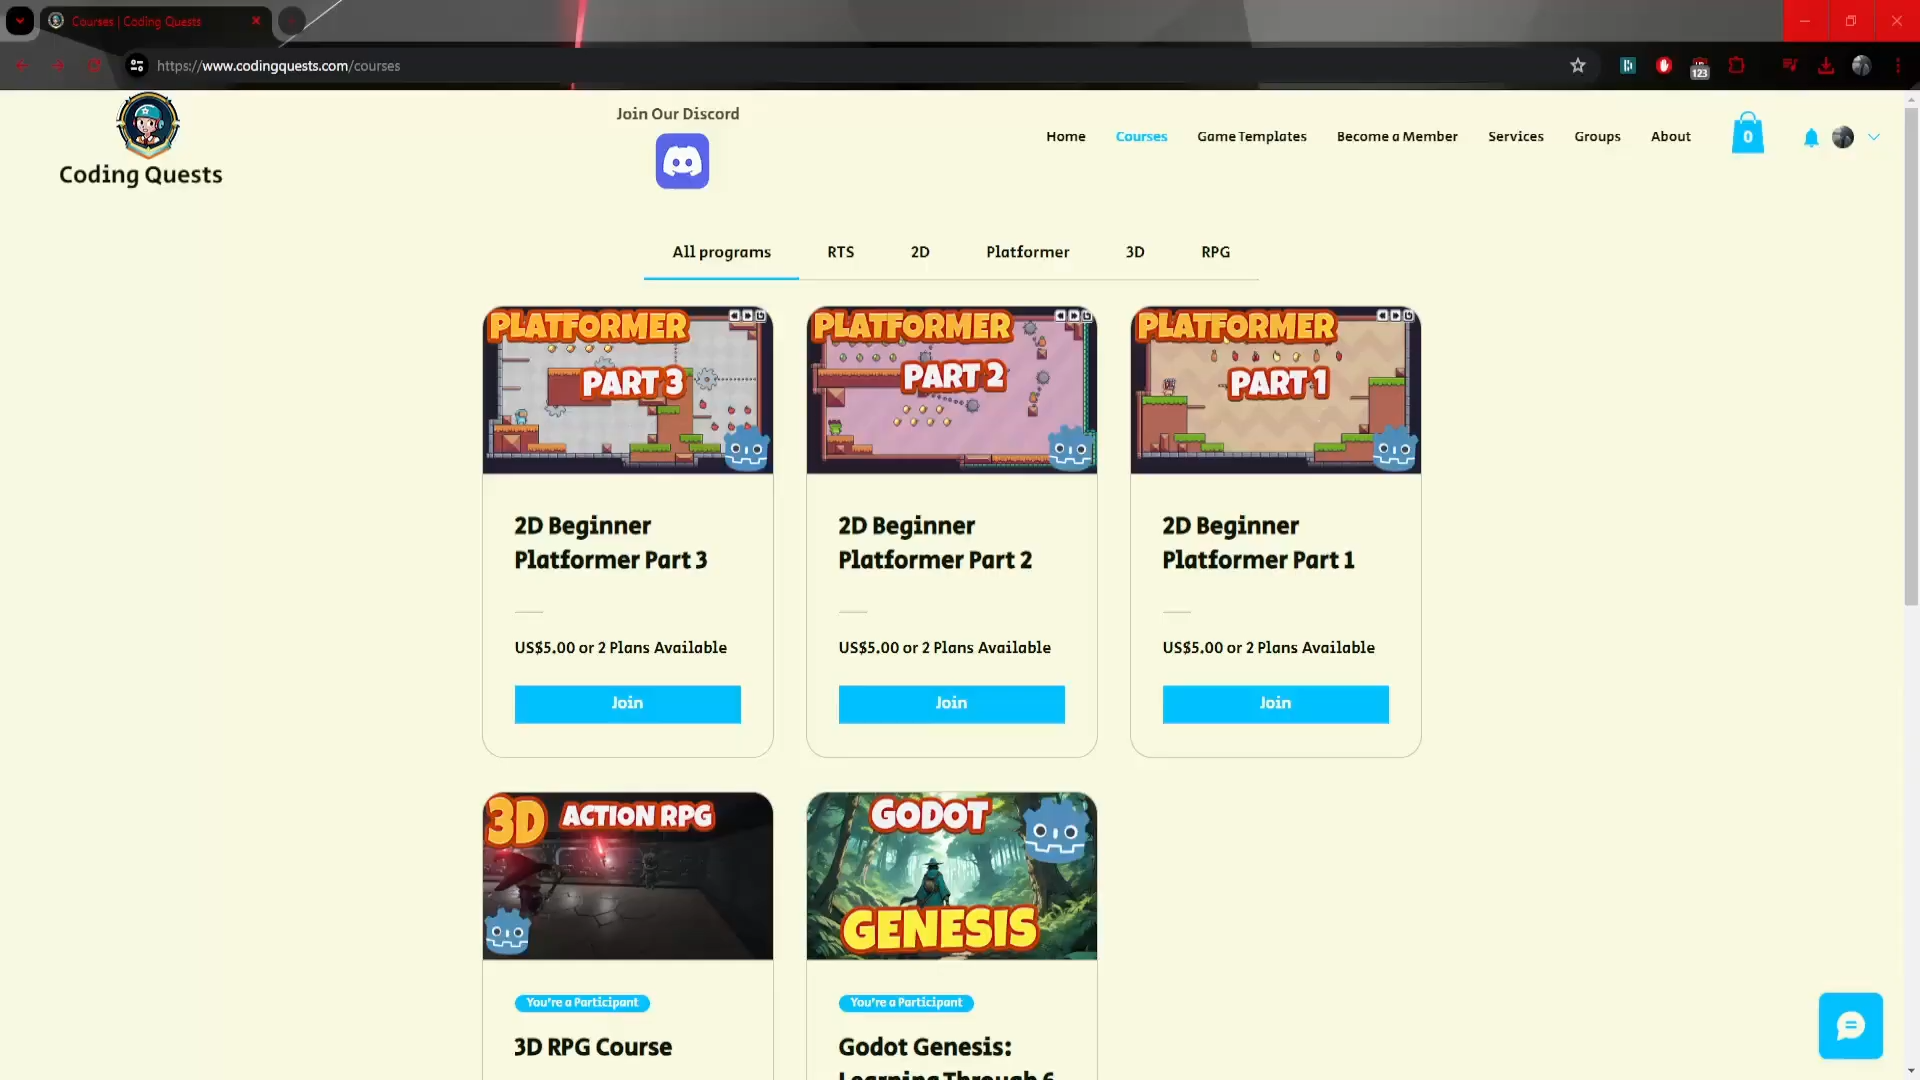 Courses | Coding Quests
https://www.codingquests.com/courses
123
Join Our Discord
Coding Quests
Home
Courses
Game Templates
Become a Member
Services
Groups
About
0
All programs
RTS
2D
Platformer
3D
RPG
PLATFORMER
PART 3
PLATFORMER
PART 2
PLATFORMER
PART 1
2D Beginner
Platformer Part 3
2D Beginner
Platformer Part 2
2D Beginner
Platformer Part 1
US$5.00 or 2 Plans Available
US$5.00 or 2 Plans Available
US$5.00 or 2 Plans Available
Join
Join
Join
3D ACTION RPG
GODOT
GENESIS
You're a Participant
You're a Participant
3D RPG Course
Godot Genesis:
Learning Through 6